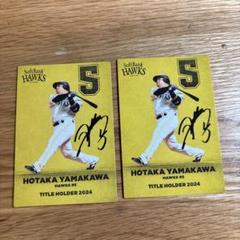 SoftBank
HAWKS
5
HOTAKA YAMAKAWA
HAWKS #5
TITLE HOLDER 2024
SoftBank
HAWKS
5
HOTAKA YAMAKAWA
HAWKS #5
TITLE HOLDER 2024